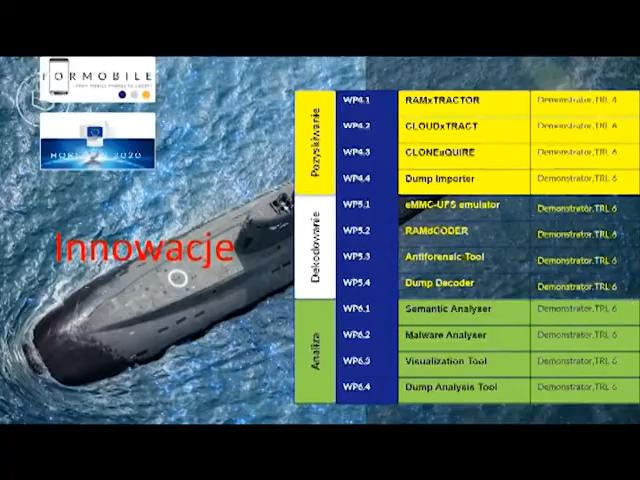 FORMOBILE
HORIZON 2020
Innowacje
Pozyskiwanie
WP4.1 RAMxTRACTOR Demonstrator,TRL 4
WP4.2 CLOUDxTRACT Demonstrator,TRL 6
WP4.3 CLONEaQUIRE Demonstrator,TRL 6
WP4.4 Dump Importer Demonstrator,TRL 6
Dekodowanie
WP5.1 eMMC-UFS emulator Demonstrator,TRL 6
WP5.2 RAMdCODER Demonstrator,TRL 6
WP5.3 Antiforensic Tool Demonstrator,TRL 6
WP5.4 Dump Decoder Demonstrator,TRL 6
Analiza
WP6.1 Semantic Analyser Demonstrator,TRL 6
WP6.2 Malware Analyser Demonstrator,TRL 6
WP6.3 Visualization Tool Demonstrator,TRL 6
WP6.4 Dump Analysis Tool Demonstrator,TRL 6